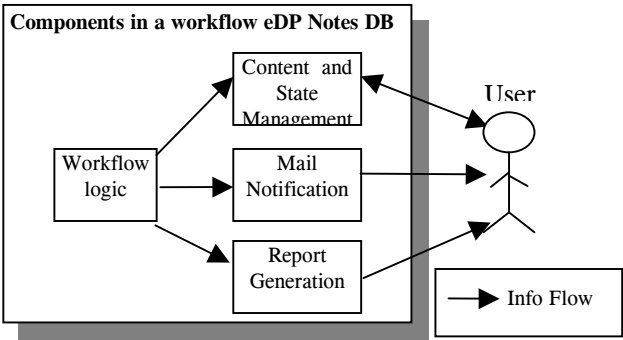 Components in a workflow eDP Notes DB
Content and
State
Management
User
Workflow
logic
Mail
Notification
Report
Generation
Info Flow